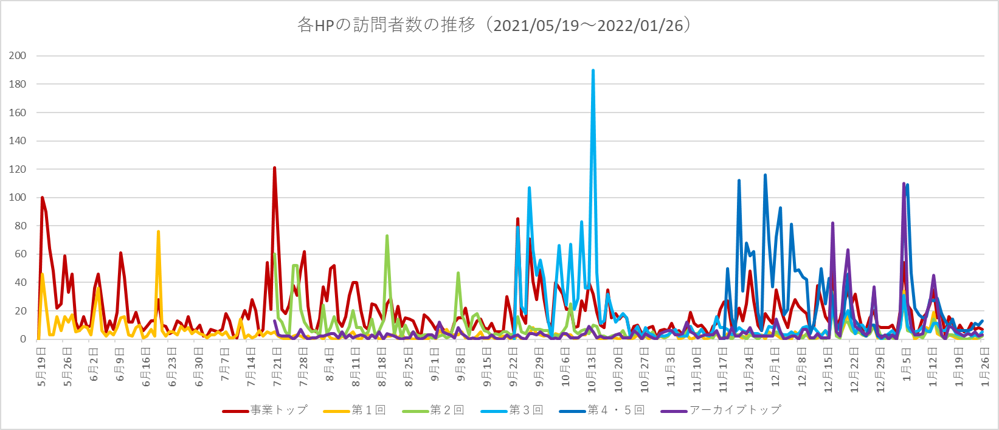 各HPの訪問者数の推移（2021/05/19～2022/01/26）
200
180
160
140
120
100
80
60
40
20
0
5月19日
5月26日
6月2日
6月9日
6月16日
6月23日
6月30日
7月7日
7月14日
7月21日
7月28日
8月4日
8月11日
8月18日
8月25日
9月1日
9月8日
9月15日
9月22日
9月29日
10月6日
10月13日
10月20日
10月27日
11月3日
11月10日
11月17日
11月24日
12月1日
12月8日
12月15日
12月22日
12月29日
1月5日
1月12日
1月19日
1月26日
事業トップ
第１回
第２回
第３回
第４・５回
アーカイブトップ